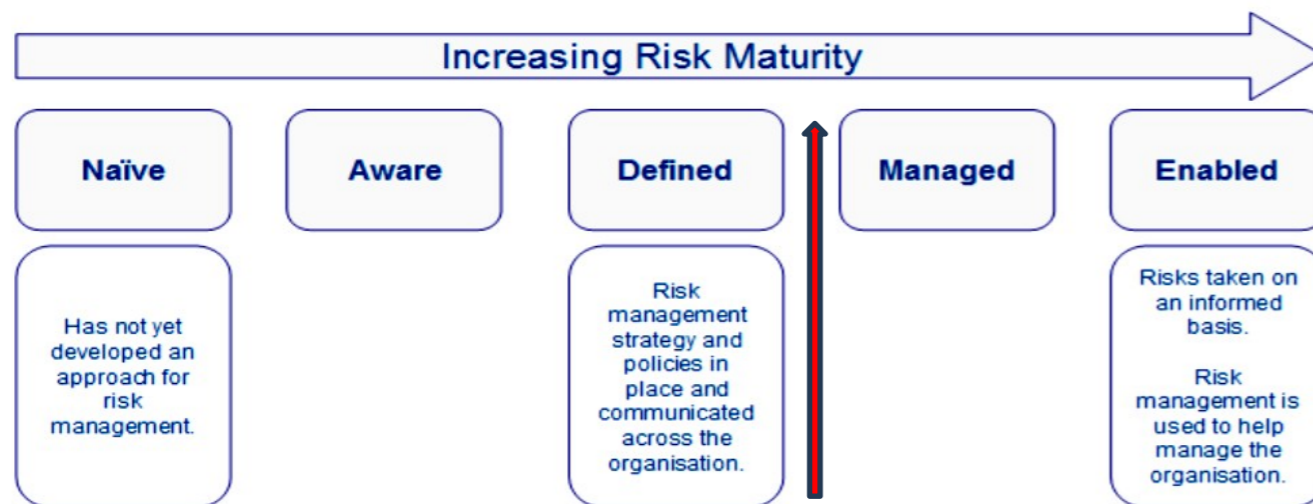 Increasing Risk Maturity
Naïve
Aware
Defined
Managed
Enabled
Has not yet
developed an
approach for
risk
management.
Risk
management
strategy and
policies in
place and
communicated
across the
organisation.
Risks taken on
an informed
basis.
Risk
management is
used to help
manage the
organisation.